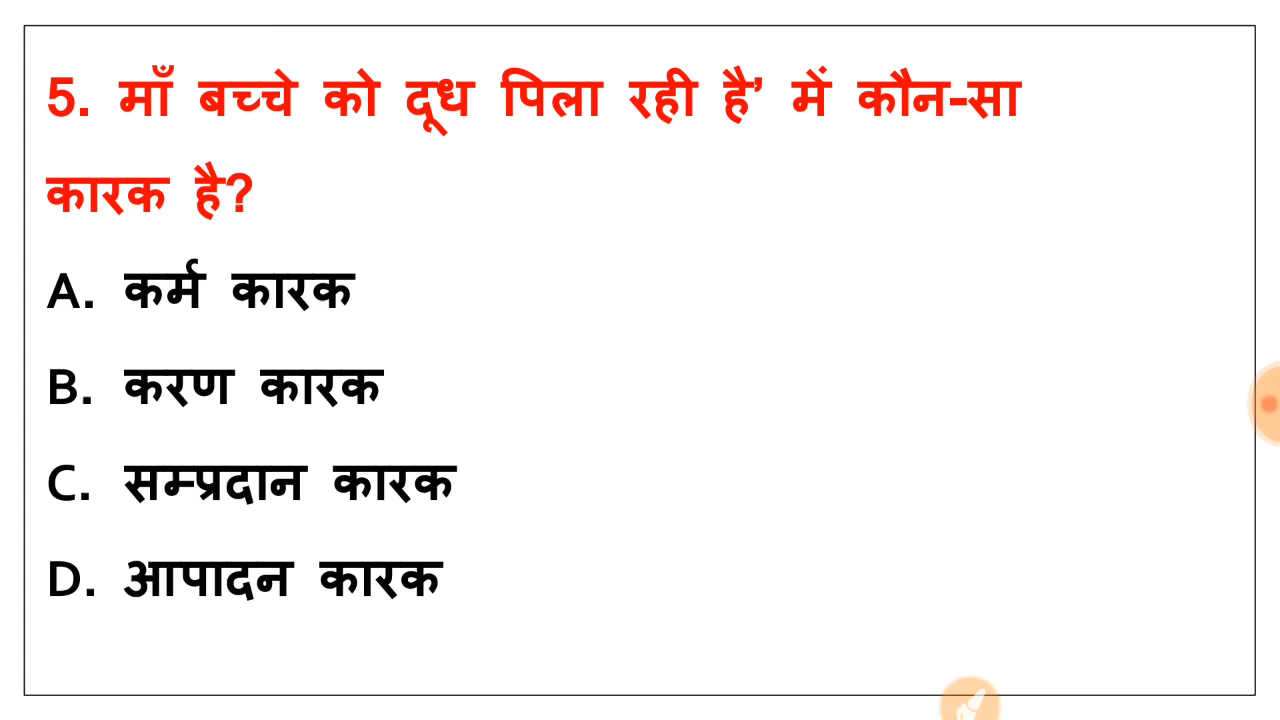 5. माँ बच्चे को दूध पिला रही है’ में कौन-सा
कारक है?
A. कर्म कारक
B. करण कारक
C. सम्प्रदान कारक
D. आपादन कारक